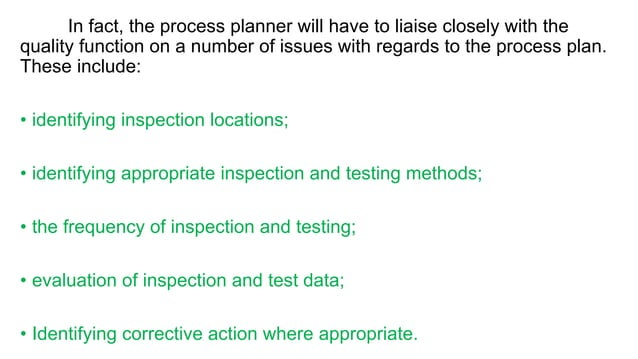 In fact, the process planner will have to liaise closely with the
quality function on a number of issues with regards to the process plan.
These include:
• identifying inspection locations;
• identifying appropriate inspection and testing methods;
• the frequency of inspection and testing;
• evaluation of inspection and test data;
• Identifying corrective action where appropriate.